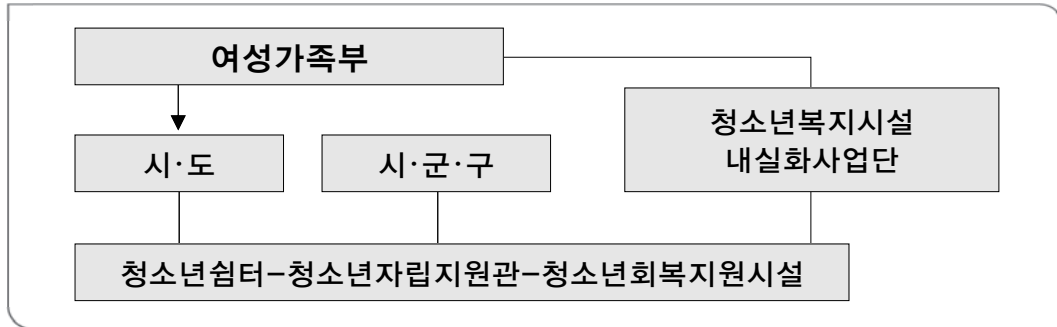 여성가족부
청소년복지시설
내실화사업단
시·도
시·군·구
청소년쉼터-청소년자립지원관-청소년회복지원시설